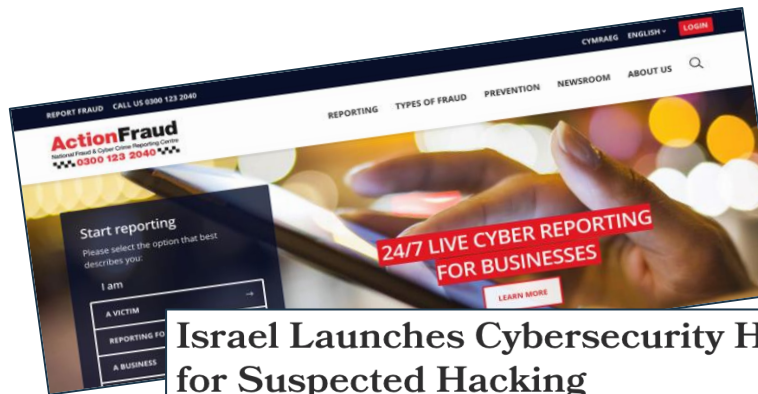 CYMRAEG ENGLISH LOGIN
REPORT FRAUD CALL US 0300 123 2040
REPORTING TYPES OF FRAUD PREVENTION NEWSROOM ABOUT US
ActionFraud
National Fraud & Cyber Crime Reporting Centre
0300 123 2040
Start reporting
Please select the option that best
describes you:
I am
A VICTIM →
REPORTING FO
A BUSINESS
24/7 LIVE CYBER REPORTING
FOR BUSINESSES
LEARN MORE
Israel Launches Cybersecurity H
for Suspected Hacking